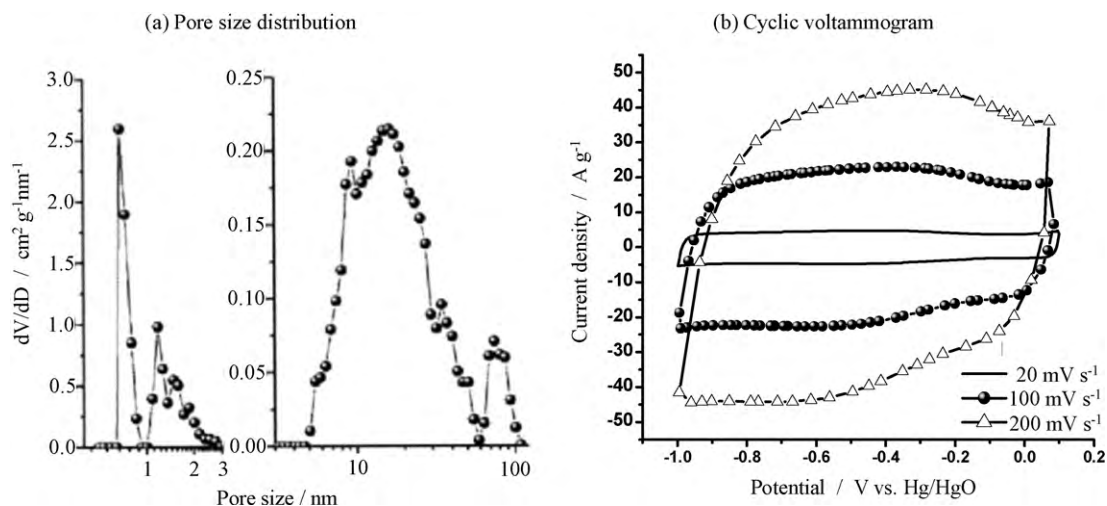 (a) Pore size distribution
3.0
2.5
2.0
1.5
1.0
0.5
0.0
1 2 3
dV/dD / cm² g⁻¹nm⁻¹
0.25
0.20
0.15
0.10
0.05
0.00
10 100
Pore size / nm
(b) Cyclic voltammogram
50
40
30
20
10
0
-10
-20
-30
-40
-50
Current density / A g⁻¹
20 mV s⁻¹
100 mV s⁻¹
200 mV s⁻¹
-1.0 -0.8 -0.6 -0.4 -0.2 0.0 0.2
Potential / V vs. Hg/HgO